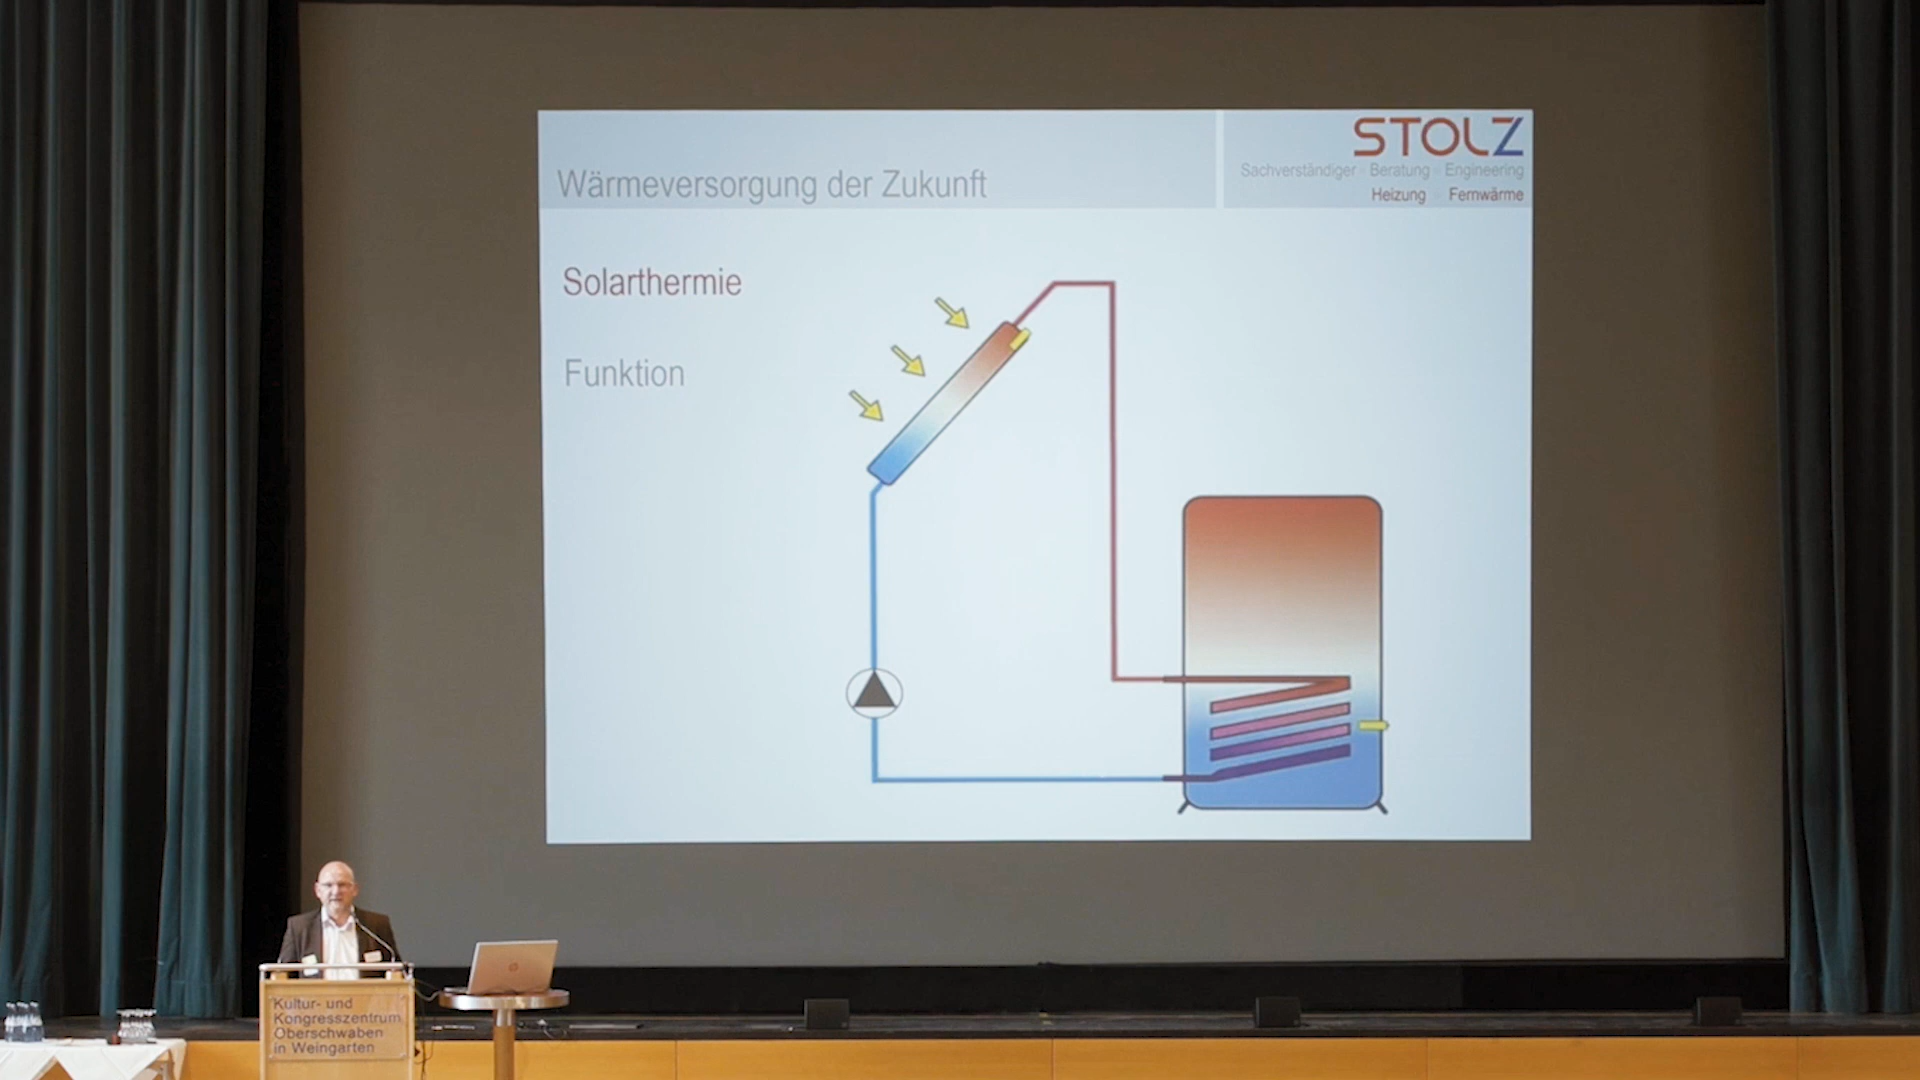 Wärmeversorgung der Zukunft
STOLZ
Sachverständiger - Beratung - Engineering
Heizung - Fernwärme
Solarthermie
Funktion
Kultur- und
Kongresszentrum
Oberschwaben
in Weingarten